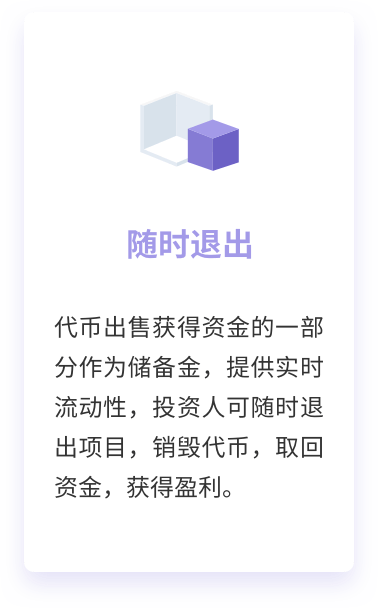 随时退出
代币出售获得资金的一部
分作为储备金，提供实时
流动性，投资人可随时退
出项目，销毁代币，取回
资金，获得盈利。